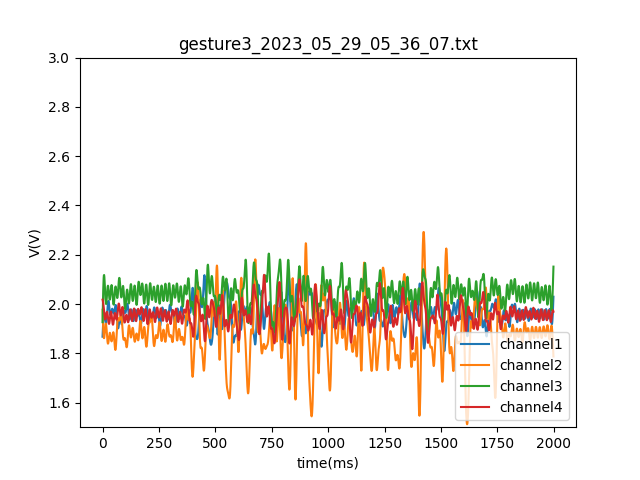 gesture3_2023_05_29_05_36_07.txt
3.0
2.8
2.6
2.4
2.2
2.0
1.8
1.6
V(V)
channel1
channel2
channel3
channel4
0 250 500 750 1000 1250 1500 1750 2000
time(ms)